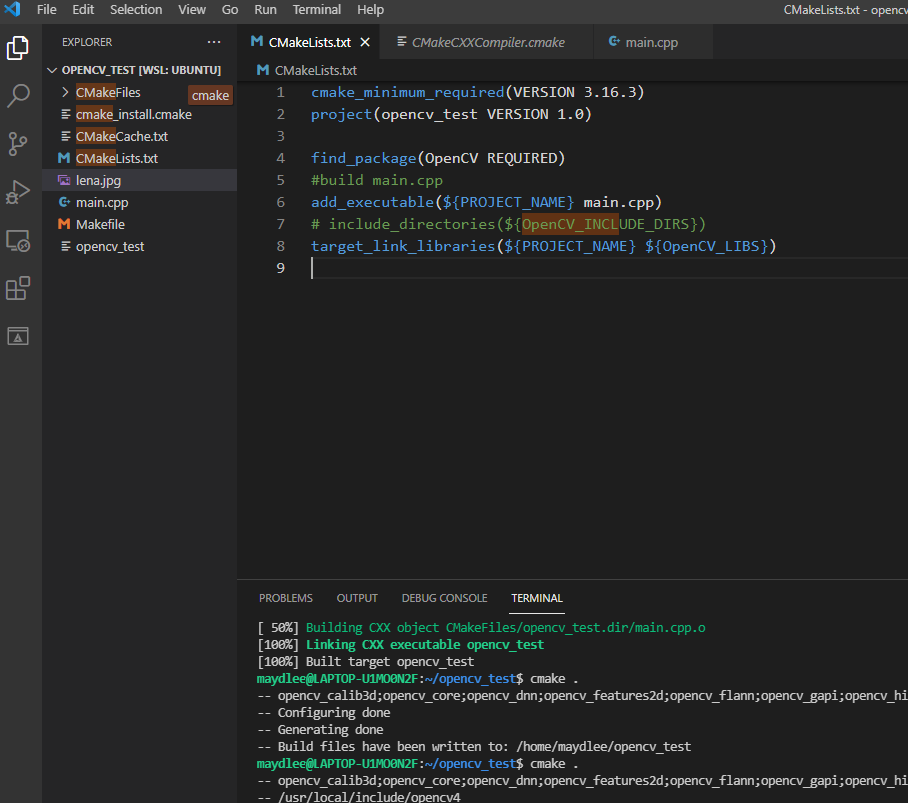 File Edit Selection View Go Run Terminal Help CMakeLists.txt - opencv
EXPLORER ···
OPENCV_TEST [WSL: UBUNTU]
CMakeFiles
cmake
cmake_install.cmake
CMakeCache.txt
CMakeLists.txt
lena.jpg
main.cpp
Makefile
opencv_test
CMakeLists.txt CMakeCXXCompiler.cmake main.cpp
CMakeLists.txt
1 cmake_minimum_required(VERSION 3.16.3)
2 project(opencv_test VERSION 1.0)
3
4 find_package(OpenCV REQUIRED)
5 #build main.cpp
6 add_executable(${PROJECT_NAME} main.cpp)
7 # include_directories(${OpenCV_INCLUDE_DIRS})
8 target_link_libraries(${PROJECT_NAME} ${OpenCV_LIBS})
9
PROBLEMS OUTPUT DEBUG CONSOLE TERMINAL
[ 50%] Building CXX object CMakeFiles/opencv_test.dir/main.cpp.o
[100%] Linking CXX executable opencv_test
[100%] Built target opencv_test
maydlee@LAPTOP-U1MO0N2F:~/opencv_test$ cmake .
-- opencv_calib3d;opencv_core;opencv_dnn;opencv_features2d;opencv_flann;opencv_gapi;opencv_hi
-- Configuring done
-- Generating done
-- Build files have been written to: /home/maydlee/opencv_test
maydlee@LAPTOP-U1MO0N2F:~/opencv_test$ cmake .
-- opencv_calib3d;opencv_core;opencv_dnn;opencv_features2d;opencv_flann;opencv_gapi;opencv_hi
-- /usr/local/include/opencv4